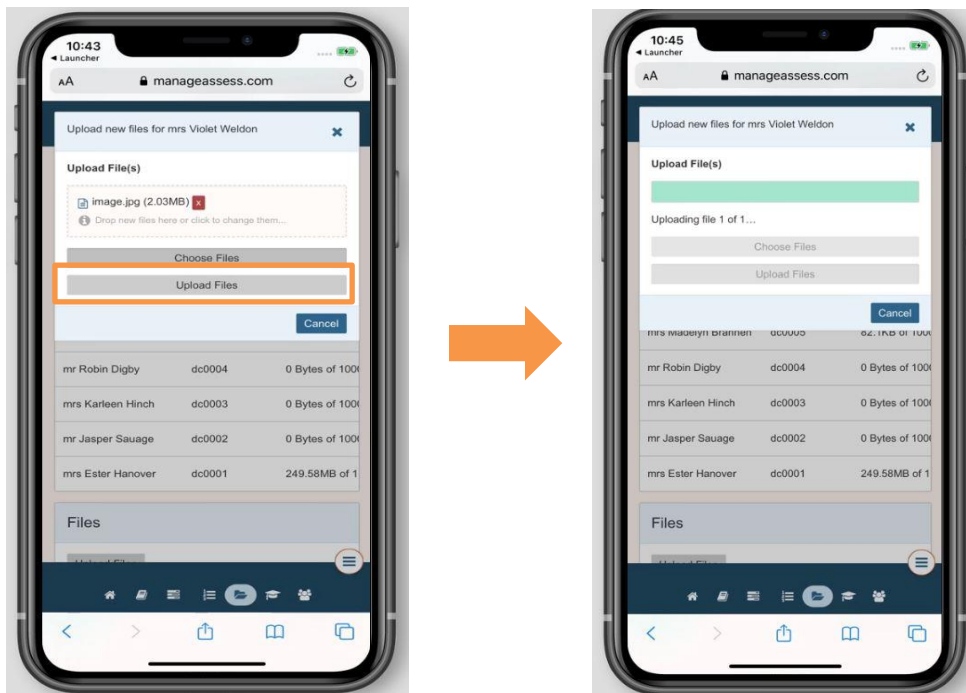 10:43
Launcher
AA manageassess.com
Upload new files for mrs Violet Weldon
Upload File(s)
image.jpg (2.03MB) x
Drop new files here or click to change them...
Choose Files
Upload Files
Cancel
mr Robin Digby dc0004 0 Bytes of 100
mrs Karleen Hinch dc0003 0 Bytes of 100
mr Jasper Sauage dc0002 0 Bytes of 100
mrs Ester Hanover dc0001 249.58MB of 1
Files
Upload Files
10:45
Launcher
AA manageassess.com
Upload new files for mrs Violet Weldon
Upload File(s)
Uploading file 1 of 1...
Choose Files
Upload Files
Cancel
mrs Madelyn Brannen dc0005 82.1KB of 100
mr Robin Digby dc0004 0 Bytes of 100
mrs Karleen Hinch dc0003 0 Bytes of 100
mr Jasper Sauage dc0002 0 Bytes of 100
mrs Ester Hanover dc0001 249.58MB of 1
Files
Upload Files